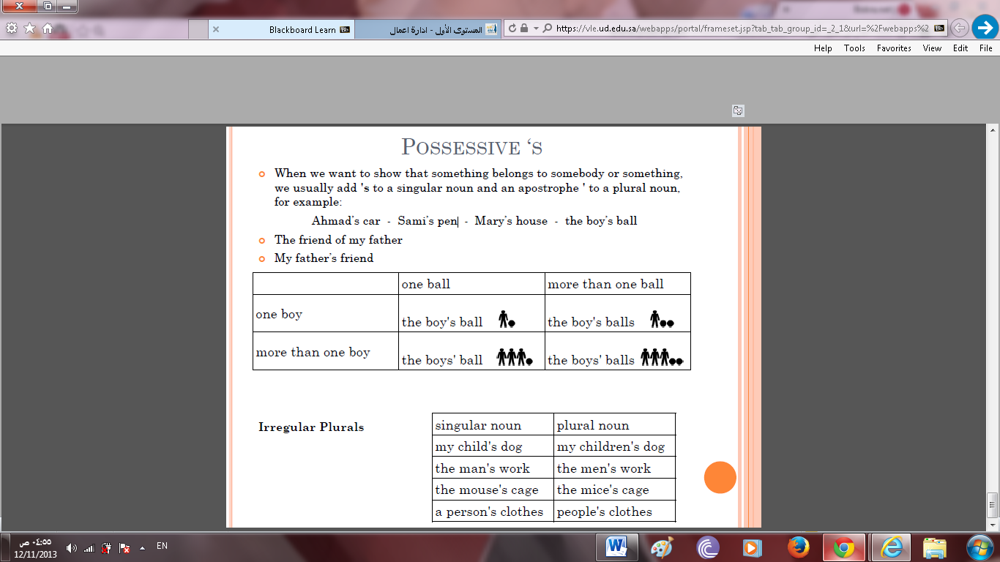 Blackboard Learn
المستوى الأول - ادارة اعمال
https://vle.ud.edu.sa/webapps/portal/frameset.jsp?tab_tab_group_id=_2_1&url=%2Fwebapps%2
Help Tools Favorites View Edit File
POSSESSIVE ‘S
When we want to show that something belongs to somebody or something,
we usually add 's to a singular noun and an apostrophe ' to a plural noun,
for example:
Ahmad’s car - Sami’s pen - Mary’s house - the boy’s ball
The friend of my father
My father’s friend
one ball more than one ball
one boy the boy's ball the boy's balls
more than one boy the boys' ball the boys' balls
Irregular Plurals
singular noun plural noun
my child's dog my children's dog
the man's work the men's work
the mouse's cage the mice's cage
a person's clothes people's clothes
٠٤:٥٥ ص
12/11/2013
EN